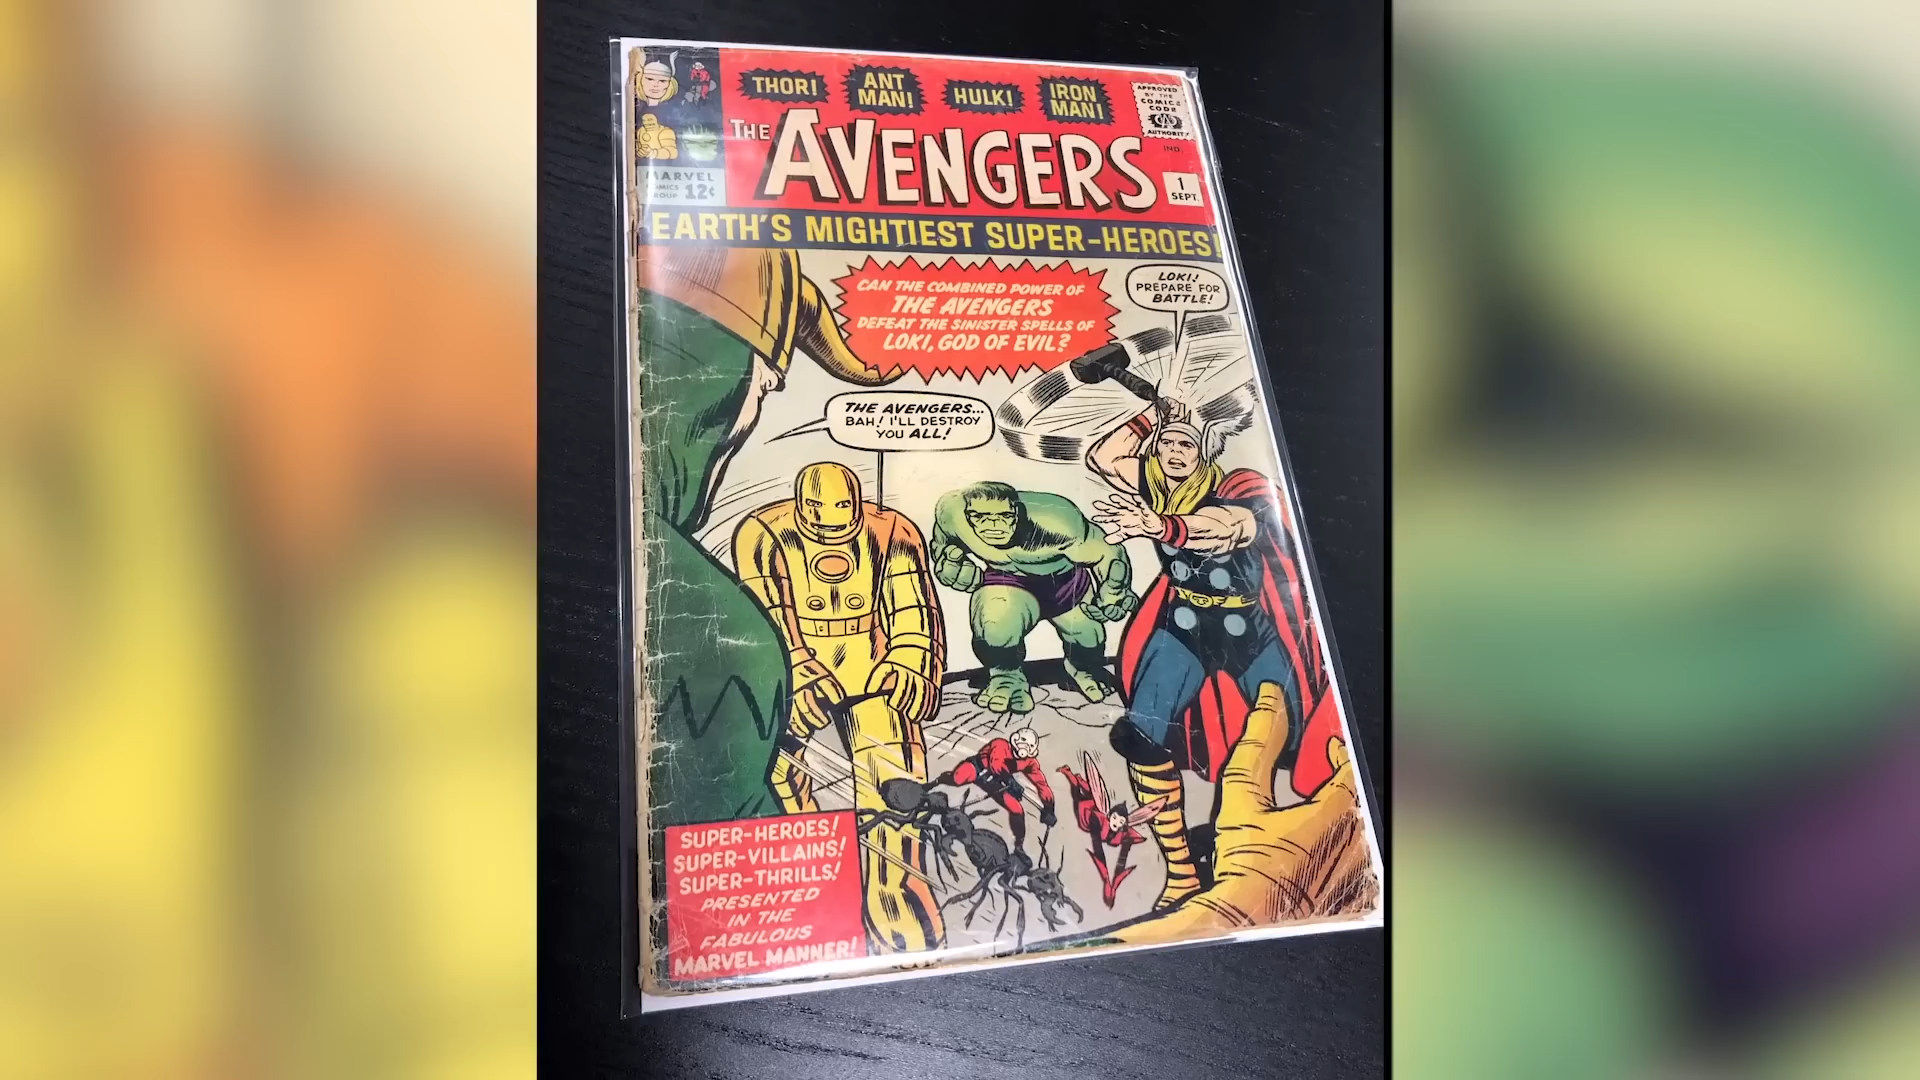 THOR!
ANT
MAN!
HULK!
IRON
MAN!
APPROVED
BY THE
COMICS
CODE
AUTHORITY
MARVEL
COMICS
GROUP 12¢
THE AVENGERS
IND.
1
SEPT.
EARTH'S MIGHTIEST SUPER-HEROES!
CAN THE COMBINED POWER OF
THE AVENGERS
DEFEAT THE SINISTER SPELLS OF
LOKI, GOD OF EVIL?
LOKI!
PREPARE FOR
BATTLE!
THE AVENGERS...
BAH! I'LL DESTROY
YOU ALL!
SUPER-HEROES!
SUPER-VILLAINS!
SUPER-THRILLS!
PRESENTED
IN THE
FABULOUS
MARVEL MANNER!